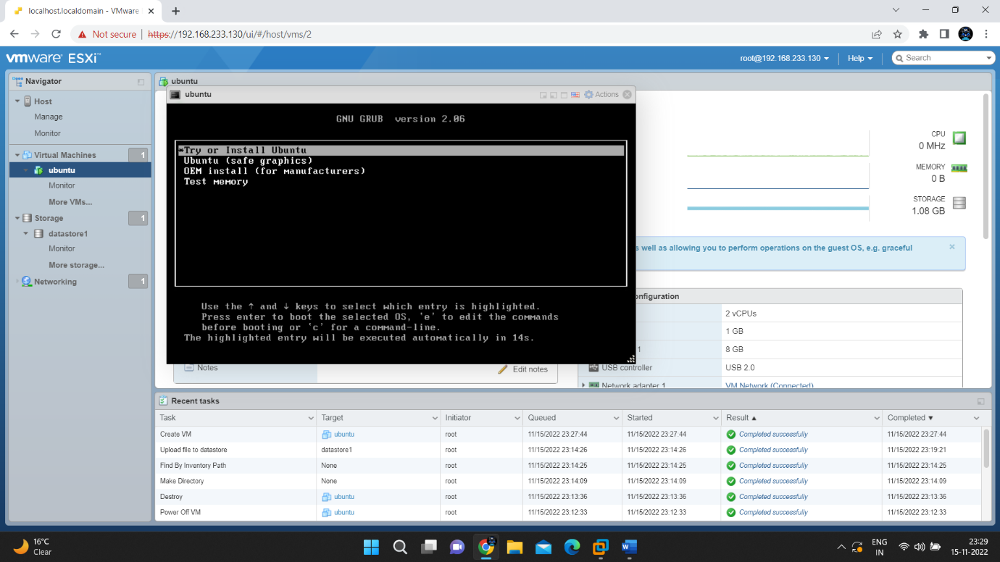 localhost.localdomain - VMware
Not secure | https://192.168.233.130/ui/#/host/vms/2
vmware ESXi™
root@192.168.233.130
Help
Search
Navigator
Host
Manage
Monitor
Virtual Machines 1
ubuntu
Monitor
More VMs...
Storage 1
datastore1
Monitor
More storage...
Networking 1
ubuntu
ubuntu
Actions
GNU GRUB version 2.06
*Try or Install Ubuntu
Ubuntu (safe graphics)
OEM install (for manufacturers)
Test memory
Use the ↑ and ↓ keys to select which entry is highlighted.
Press enter to boot the selected OS, 'e' to edit the commands
before booting or 'c' for a command-line.
The highlighted entry will be executed automatically in 14s.
CPU
0 MHz
MEMORY
0 B
STORAGE
1.08 GB
s well as allowing you to perform operations on the guest OS, e.g. graceful
onfiguration
2 vCPUs
1 GB
1 8 GB
USB controller USB 2.0
Network adapter 1 VM Network (Connected)
Notes
Edit notes
Recent tasks
Task Target Initiator Queued Started Result ▲ Completed ▼
Create VM ubuntu root 11/15/2022 23:27:44 11/15/2022 23:27:44 Completed successfully 11/15/2022 23:27:44
Upload file to datastore datastore1 root 11/15/2022 23:14:26 11/15/2022 23:14:26 Completed successfully 11/15/2022 23:19:21
Find By Inventory Path None root 11/15/2022 23:14:25 11/15/2022 23:14:25 Completed successfully 11/15/2022 23:14:25
Make Directory None root 11/15/2022 23:14:09 11/15/2022 23:14:09 Completed successfully 11/15/2022 23:14:09
Destroy ubuntu root 11/15/2022 23:13:36 11/15/2022 23:13:36 Completed successfully 11/15/2022 23:13:36
Power Off VM ubuntu root 11/15/2022 23:12:33 11/15/2022 23:12:33 Completed successfully 11/15/2022 23:12:33
16°C
Clear
ENG
IN
23:29
15-11-2022